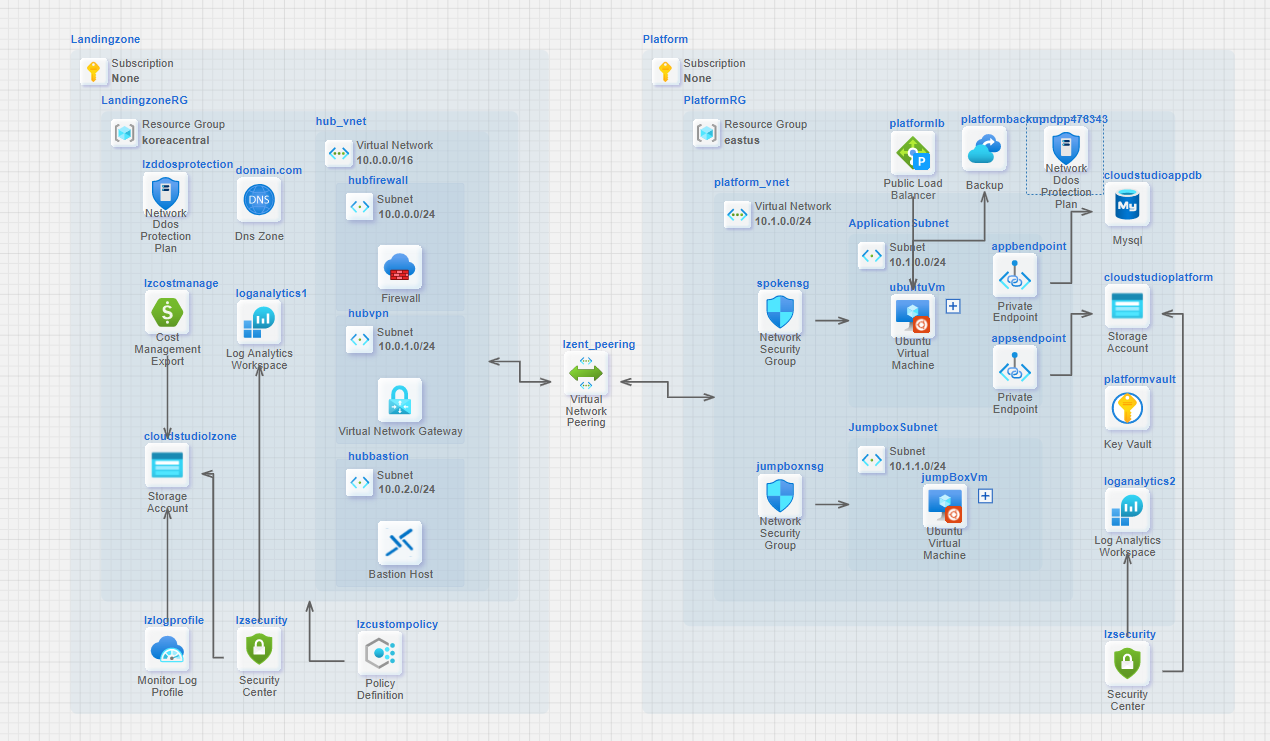 Landingzone
Subscription
None
LandingzoneRG
Resource Group
koreacentral
lzddosprotection
Network
Ddos
Protection
Plan
domain.com
DNS
Dns Zone
lzcostmanage
Cost
Management
Export
loganalytics1
Log Analytics
Workspace
cloudstudiolzone
Storage
Account
hub_vnet
Virtual Network
10.0.0.0/16
hubfirewall
Subnet
10.0.0.0/24
Firewall
hubvpn
Subnet
10.0.1.0/24
Virtual Network Gateway
hubbastion
Subnet
10.0.2.0/24
Bastion Host
lzlogprofile
Monitor Log
Profile
lzsecurity
Security
Center
lzcustompolicy
Policy
Definition
lzent_peering
Virtual
Network
Peering
Platform
Subscription
None
PlatformRG
Resource Group
eastus
platformlb
P
Public Load
Balancer
Backup
Network
Ddos
Protection
Plan
cloudstudioappdb
My
Mysql
platform_vnet
Virtual Network
10.1.0.0/24
ApplicationSubnet
Subnet
10.1.0.0/24
spokensg
Network
Security
Group
ubuntuVm
Ubuntu
Virtual
Machine
appbendpoint
Private
Endpoint
appsendpoint
Private
Endpoint
cloudstudioplatform
Storage
Account
platformvault
Key Vault
JumpboxSubnet
Subnet
10.1.1.0/24
jumpboxnsg
Network
Security
Group
jumpBoxVm
Ubuntu
Virtual
Machine
loganalytics2
Log Analytics
Workspace
lzsecurity
Security
Center